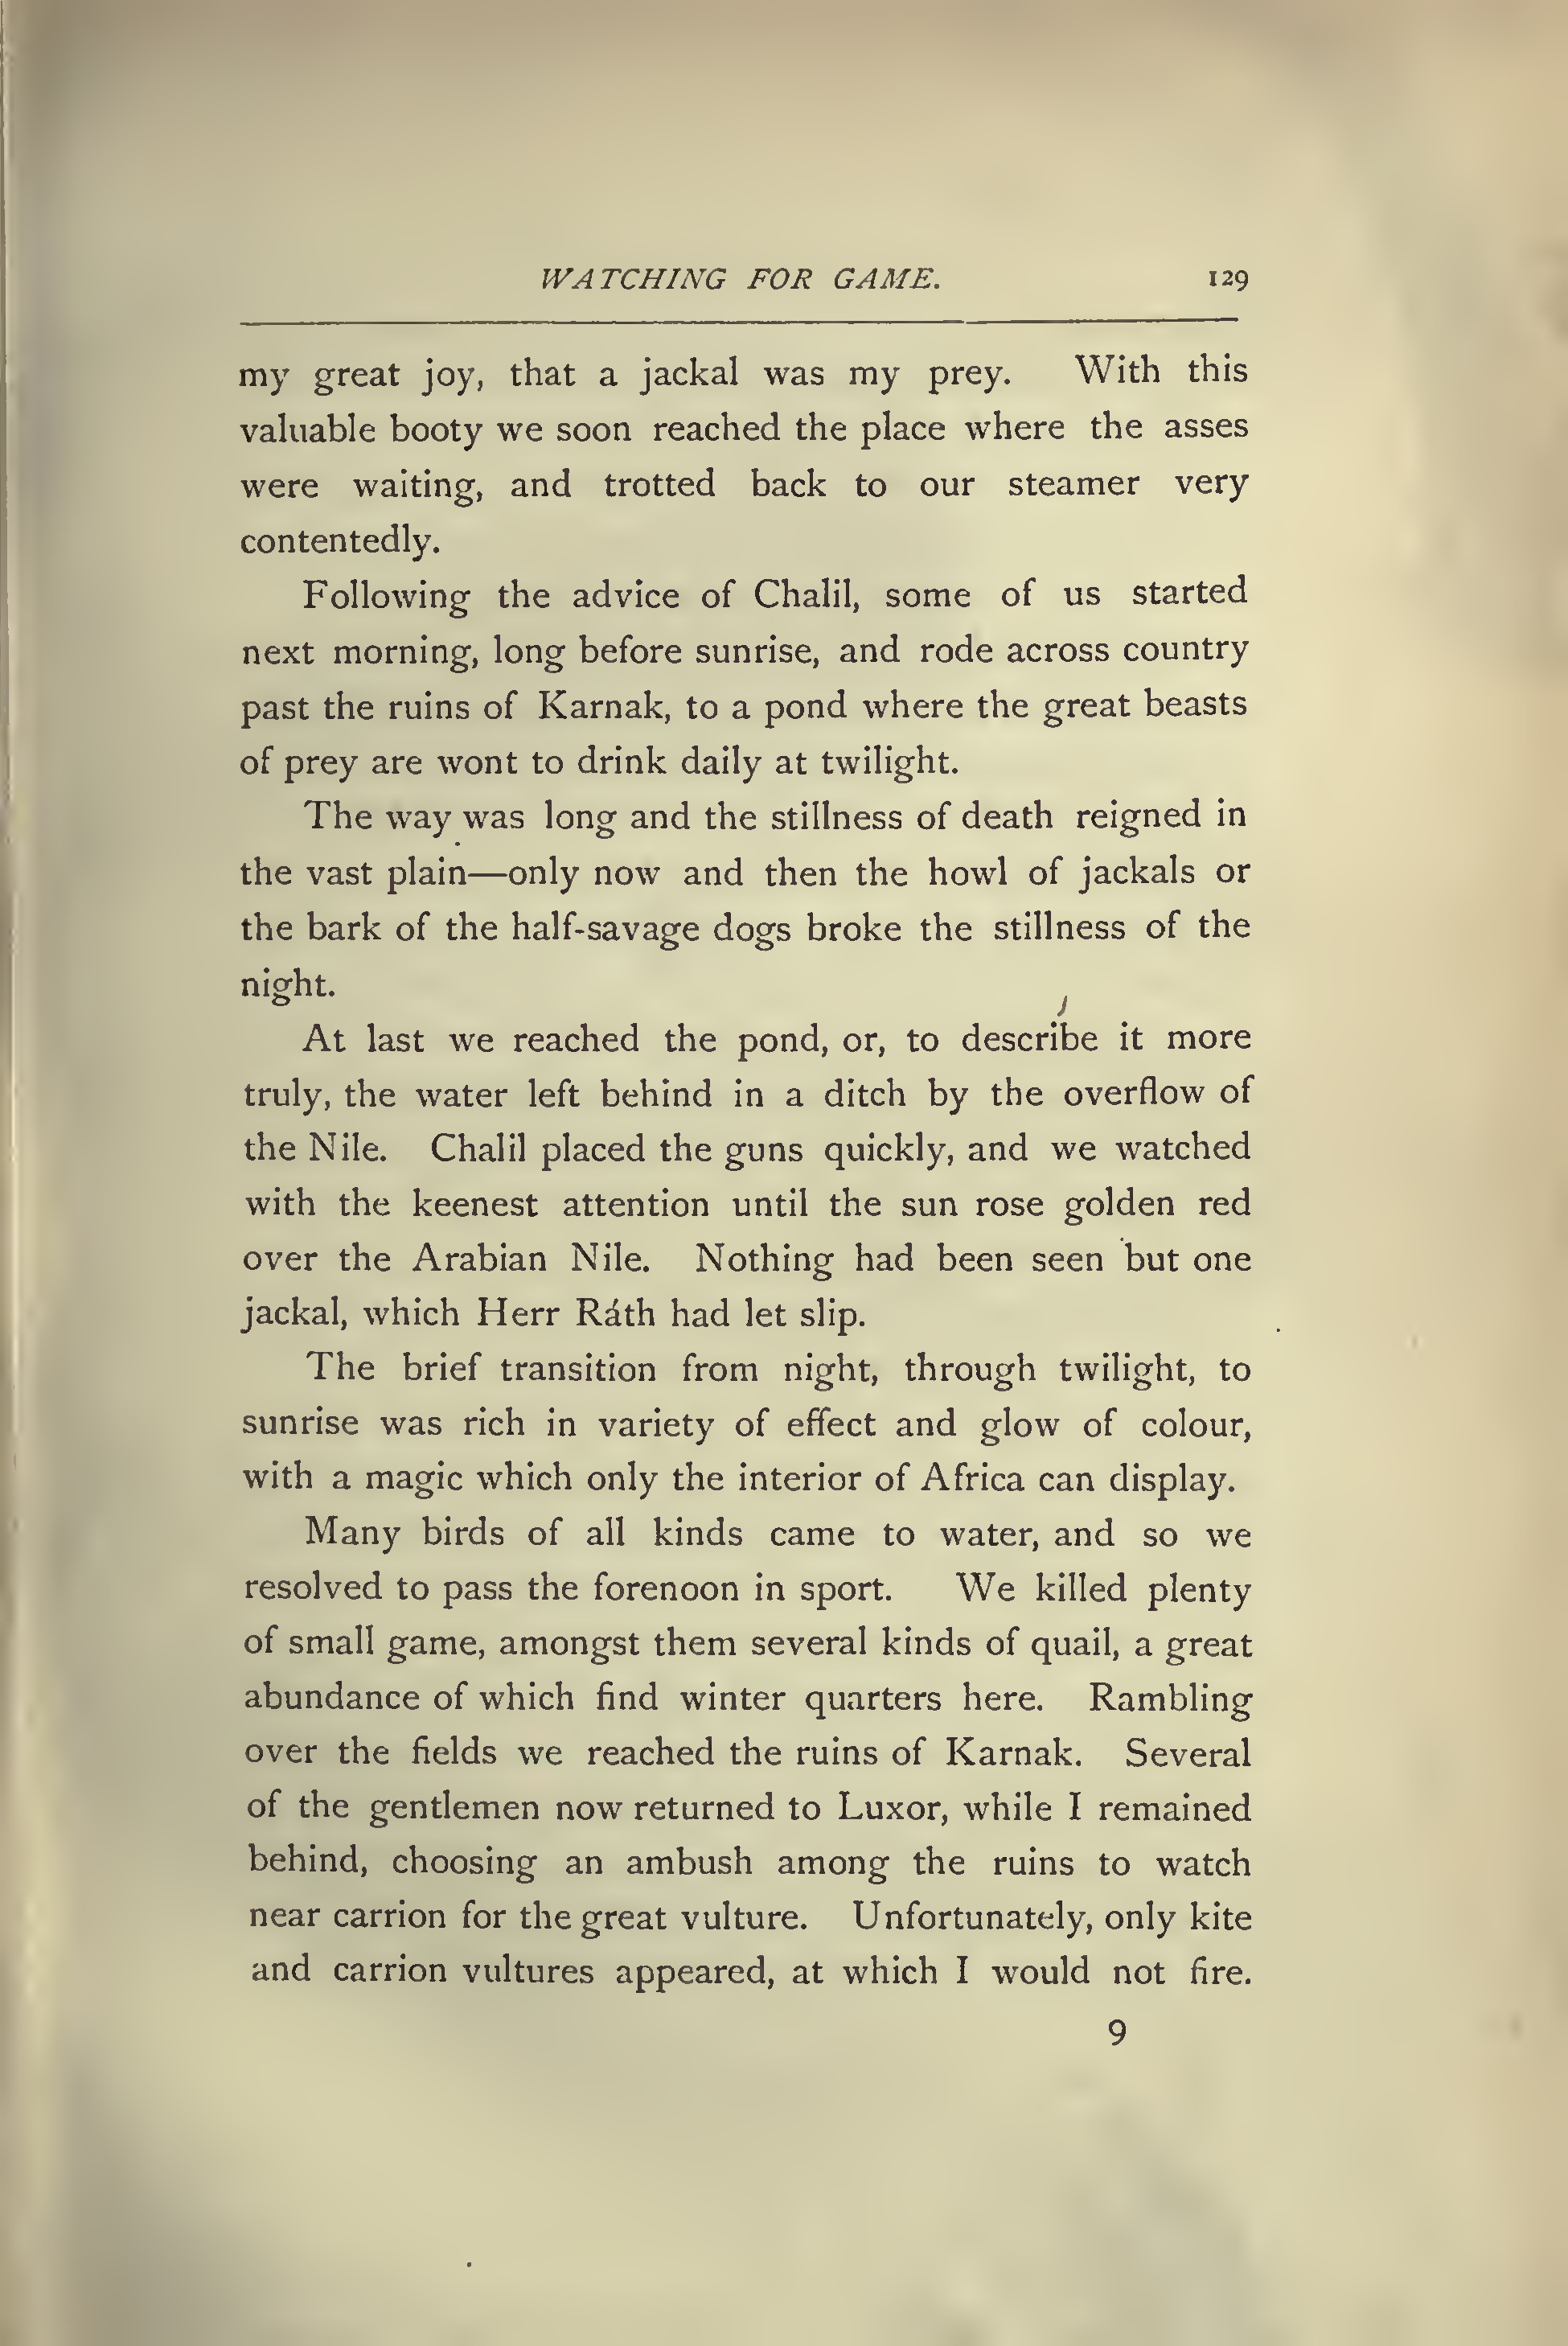 WATCHING FOR GAME. 129
my great joy, that a jackal was my prey. With this
valuable booty we soon reached the place where the asses
were waiting, and trotted back to our steamer very
contentedly.
Following the advice of Chalil, some of us started
next morning, long before sunrise, and rode across country
past the ruins of Karnak, to a pond where the great beasts
of prey are wont to drink daily at twilight.
The way was long and the stillness of death reigned in
the vast plain—only now and then the howl of jackals or
the bark of the half-savage dogs broke the stillness of the
night.
At last we reached the pond, or, to describe it more
truly, the water left behind in a ditch by the overflow of
the Nile. Chalil placed the guns quickly, and we watched
with the keenest attention until the sun rose golden red
over the Arabian Nile. Nothing had been seen but one
jackal, which Herr Ráth had let slip.
The brief transition from night, through twilight, to
sunrise was rich in variety of effect and glow of colour,
with a magic which only the interior of Africa can display.
Many birds of all kinds came to water, and so we
resolved to pass the forenoon in sport. We killed plenty
of small game, amongst them several kinds of quail, a great
abundance of which find winter quarters here. Rambling
over the fields we reached the ruins of Karnak. Several
of the gentlemen now returned to Luxor, while I remained
behind, choosing an ambush among the ruins to watch
near carrion for the great vulture. Unfortunately, only kite
and carrion vultures appeared, at which I would not fire.
9